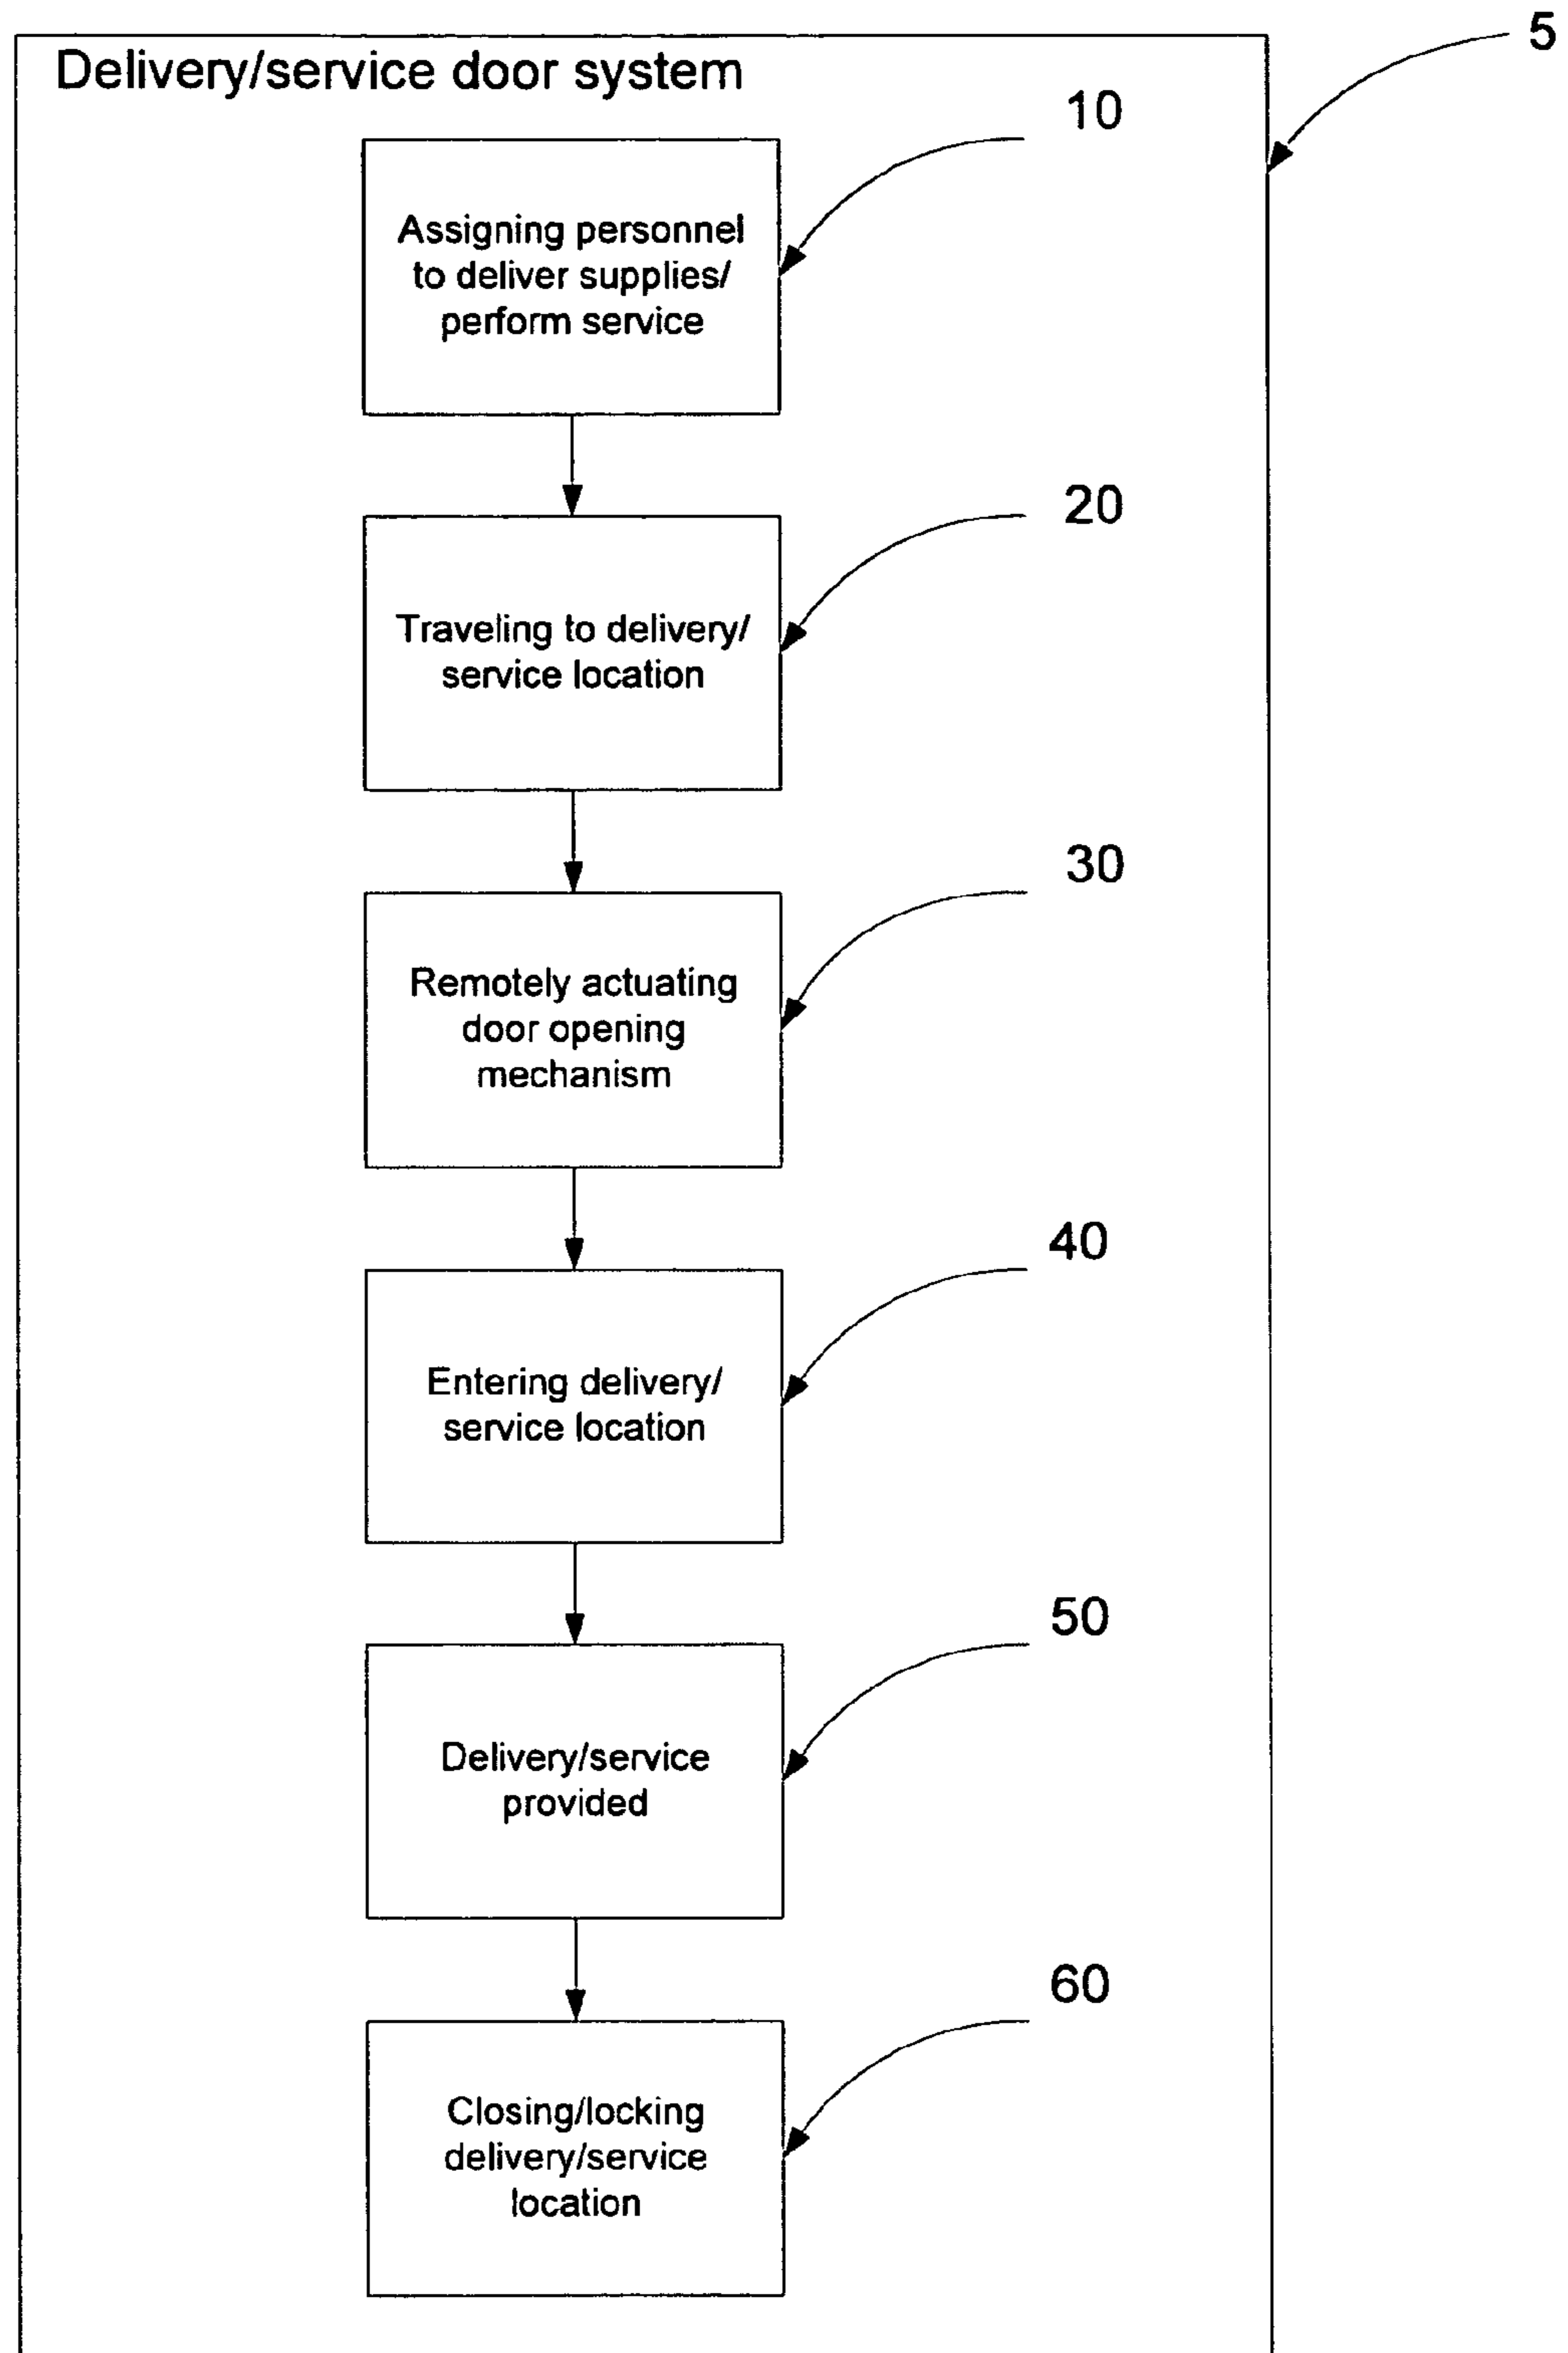 5
Delivery/service door system
10
Assigning personnel
to deliver supplies/
perform service
20
Traveling to delivery/
service location
30
Remotely actuating
door opening
mechanism
40
Entering delivery/
service location
50
Delivery/service
provided
60
Closing/locking
delivery/service
location